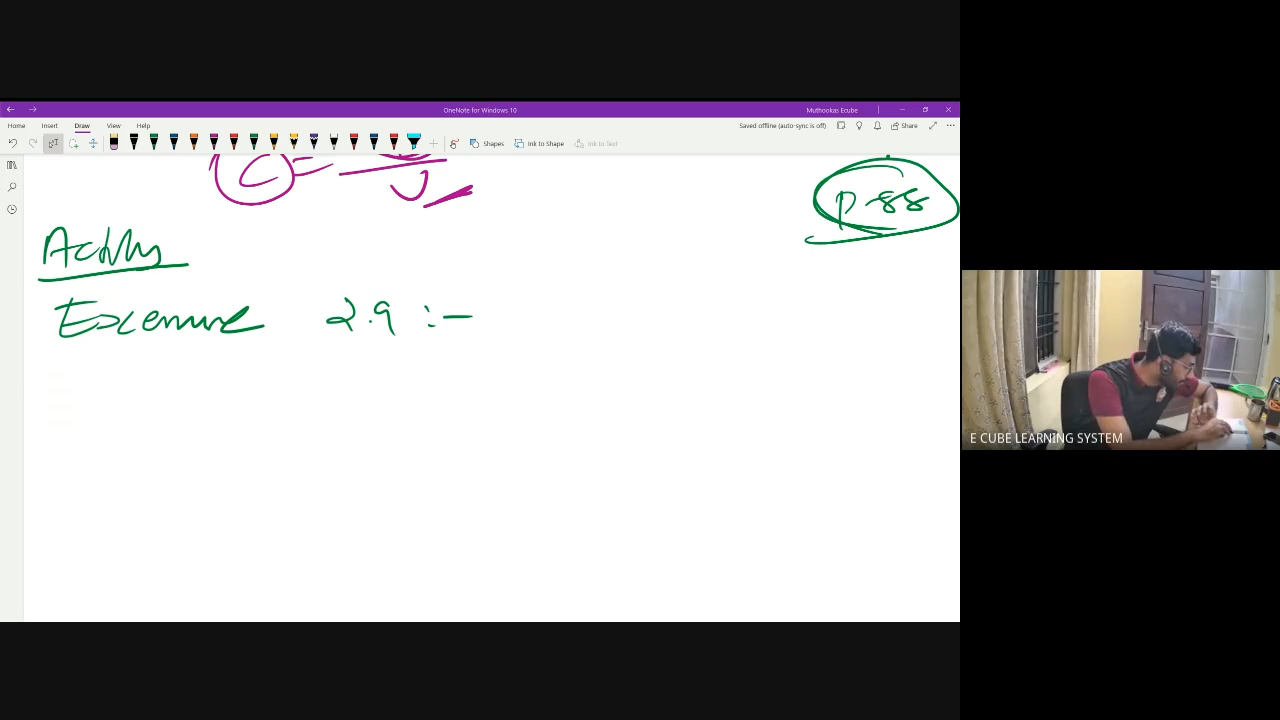 OneNote for Windows 10
Muthookas Ecube
Home Insert Draw View Help
Saved offline (auto-sync is off)
Share
Shapes
Ink to Shape
Ink to Text
C =
P-88
Activity
Excercise 2.9 :-
E CUBE LEARNING SYSTEM